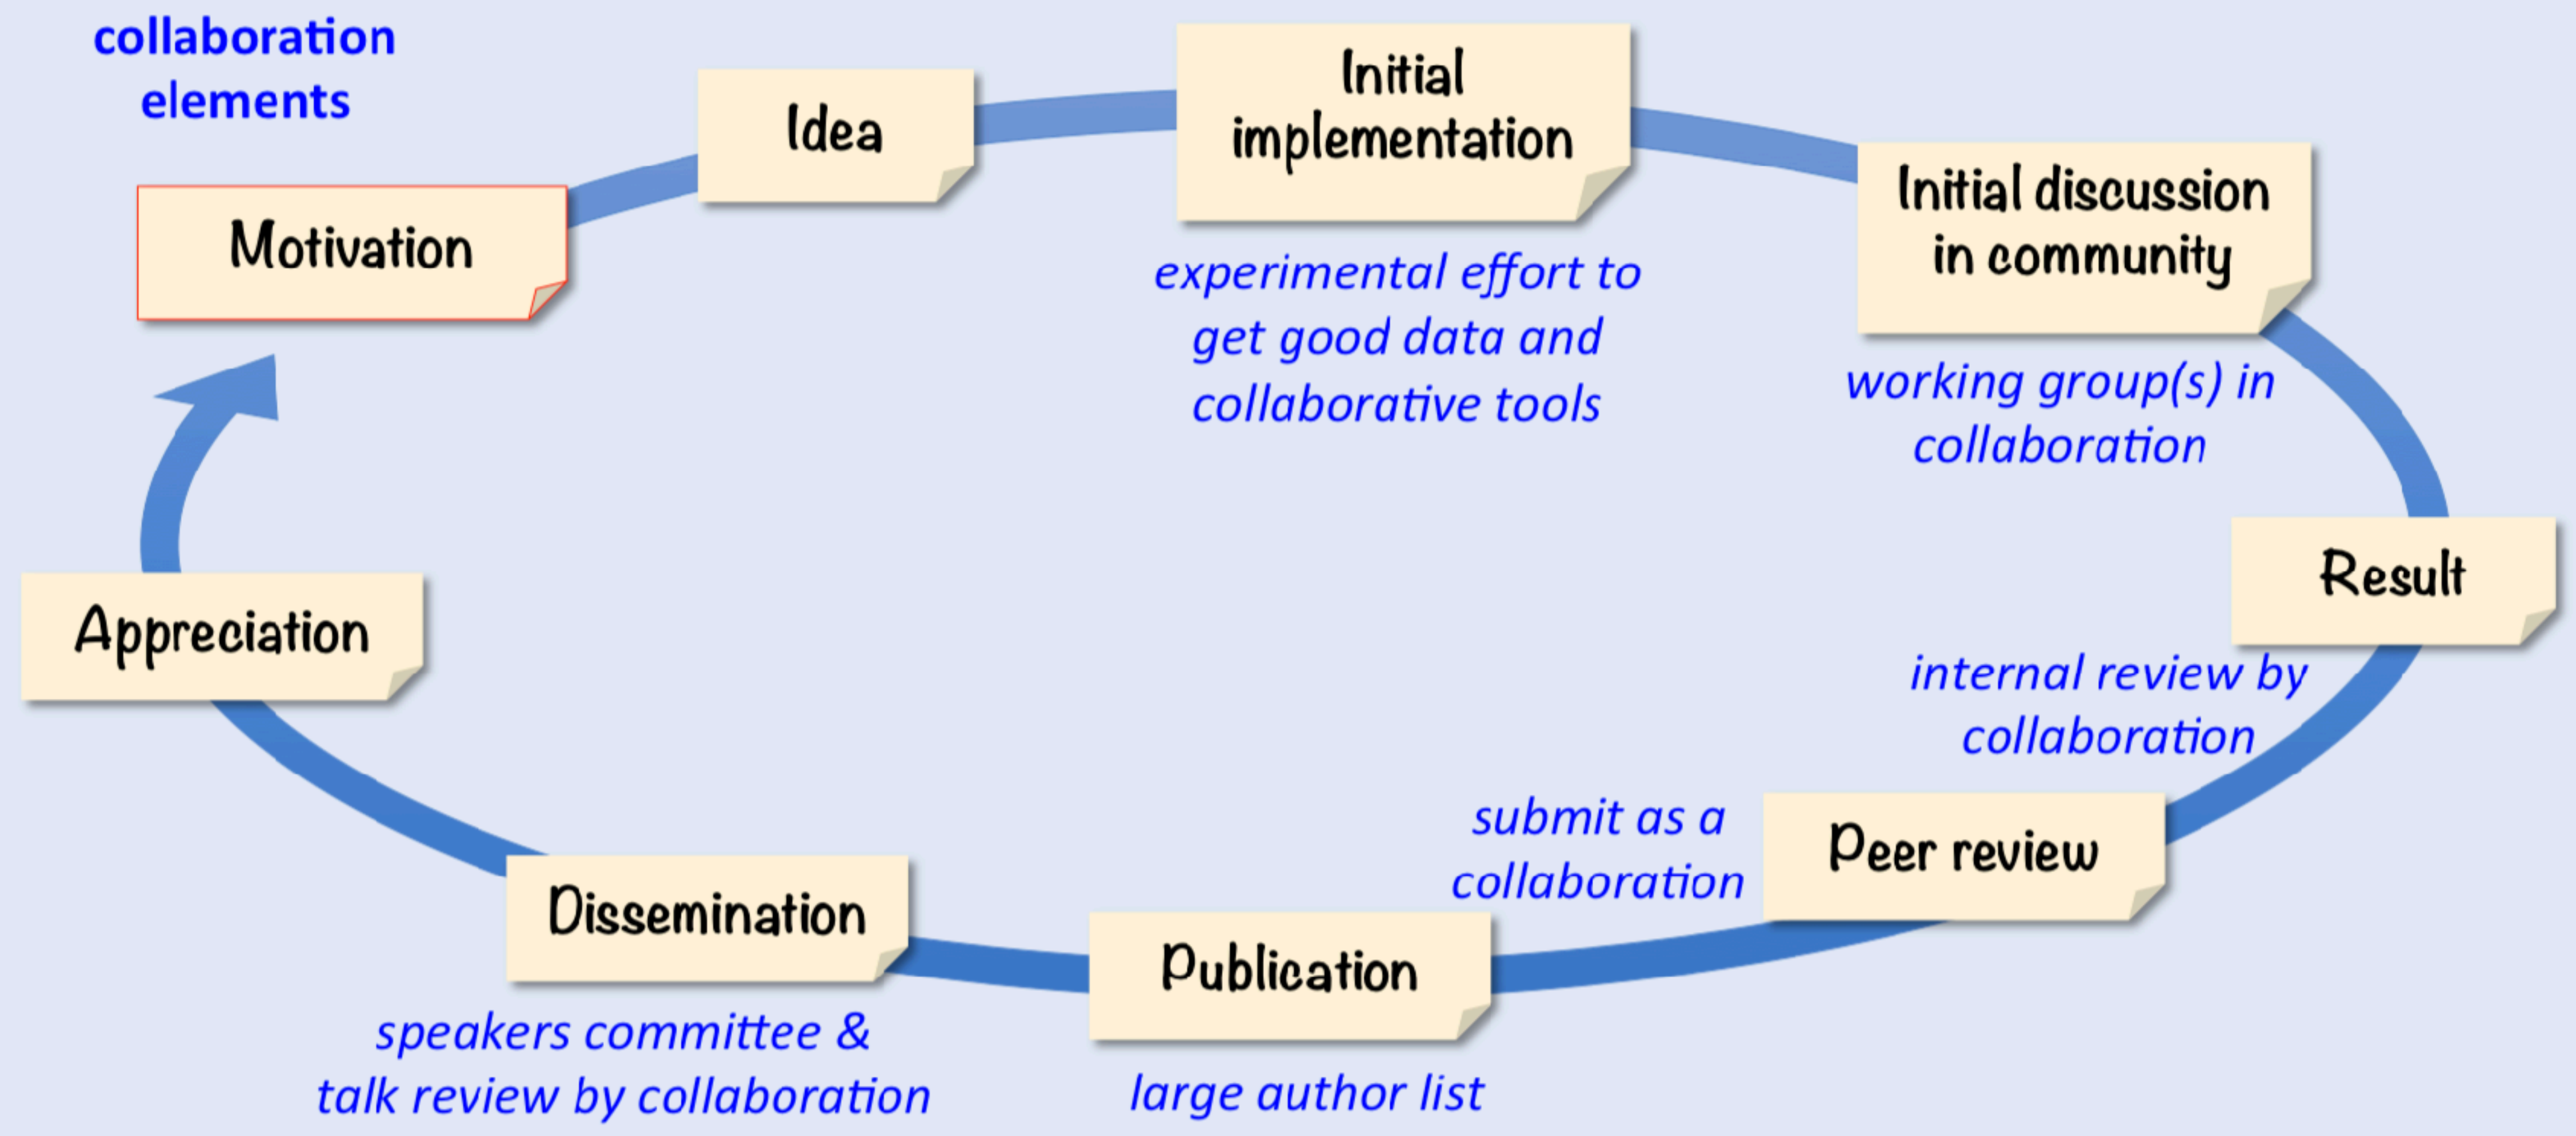 collaboration
elements
Motivation
Idea
Initial
implementation
experimental effort to
get good data and
collaborative tools
Initial discussion
in community
working group(s) in
collaboration
Result
internal review by
collaboration
Peer review
submit as a
collaboration
Publication
large author list
Dissemination
speakers committee &
talk review by collaboration
Appreciation